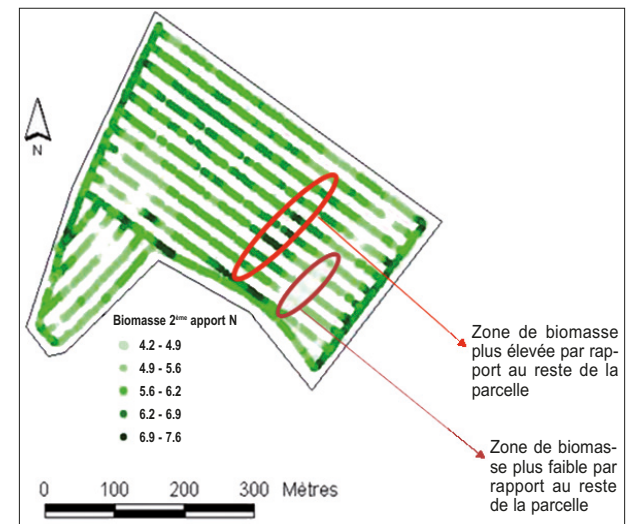 N
Biomasse 2ème apport N
4.2 - 4.9
4.9 - 5.6
5.6 - 6.2
6.2 - 6.9
6.9 - 7.6
0 100 200 300 Mètres
Zone de biomasse
plus élevée par rap-
port au reste de la
parcelle
Zone de biomas-
se plus faible par
rapport au reste
de la parcelle